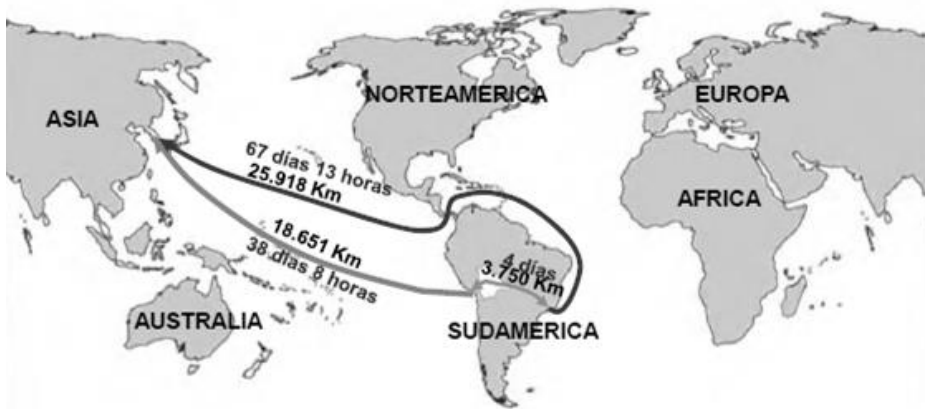 NORTEAMERICA
EUROPA
ASIA
67 días 13 horas
25.918 Km
AFRICA
18.651 Km
38 días 8 horas
4 días
3.750 Km
AUSTRALIA
SUDAMERICA